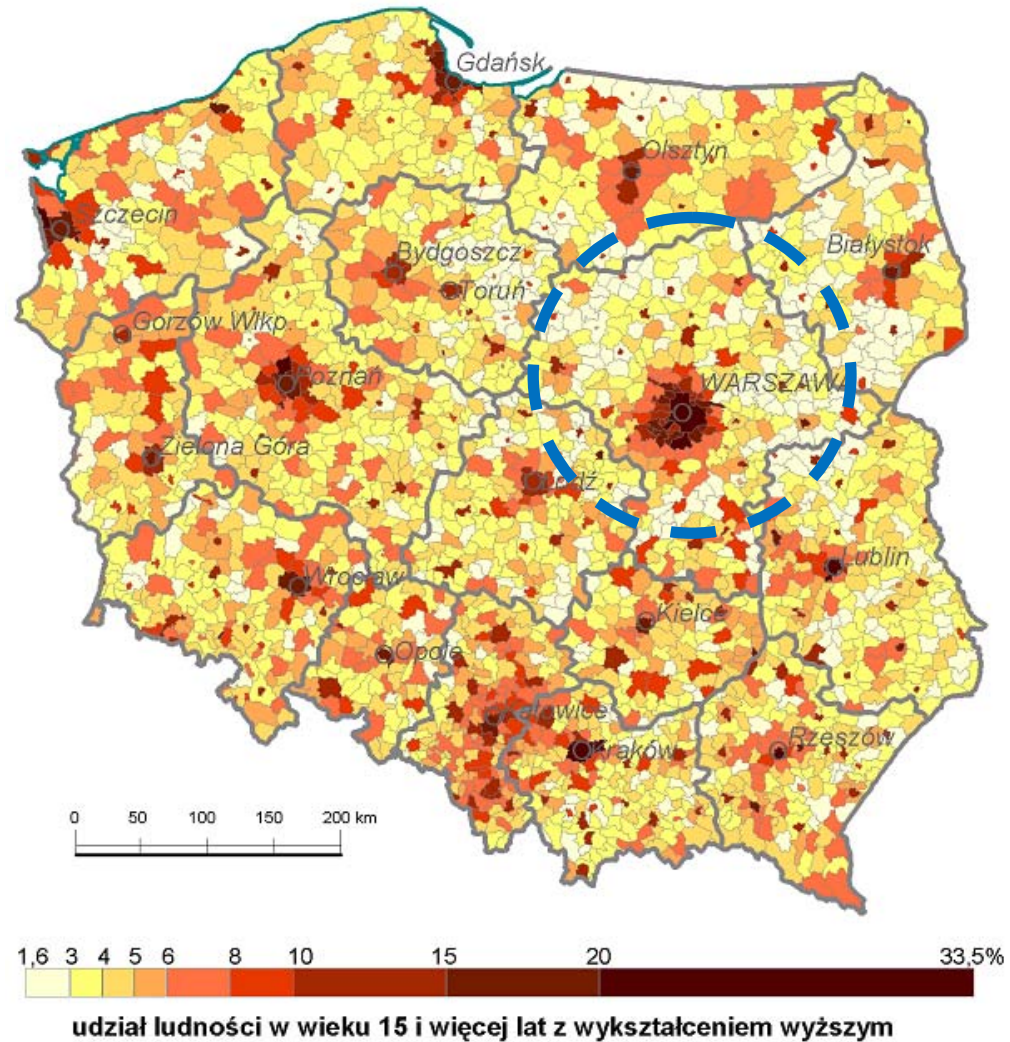 Gdańsk
Olsztyn
Szczecin
Bydgoszcz
Białystok
Toruń
Gorzów Wlkp.
Poznań
WARSZAWA
Zielona Góra
Łódź
Wrocław
Lublin
Kielce
Opole
Katowice
Kraków
Rzeszów
0 50 100 150 200 km
1,6 3 4 5 6 8 10 15 20 33,5%
udział ludności w wieku 15 i więcej lat z wykształceniem wyższym